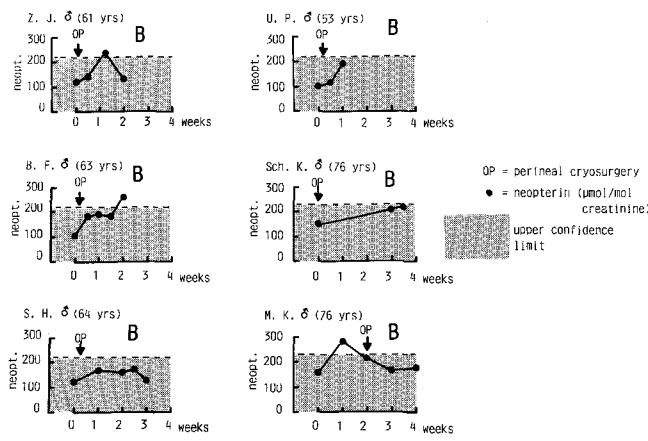 Z. J. ♂ (61 yrs)
OP B
neopt.
300
200
100
0
0 1 2 3 4 weeks
U. P. ♂ (53 yrs)
OP B
neopt.
300
200
100
0
0 1 2 3 4 weeks
B. F. ♂ (63 yrs)
OP B
neopt.
300
200
100
0
0 1 2 3 4 weeks
Sch. K. ♂ (76 yrs)
OP B
neopt.
300
200
100
0
0 1 2 3 4 weeks
S. H. ♂ (64 yrs)
OP B
neopt.
300
200
100
0
0 1 2 3 4 weeks
M. K. ♂ (76 yrs)
OP B
neopt.
300
200
100
0
0 1 2 3 4 weeks
OP = perineal cryosurgery
● = neopterin (μmol/mol
creatinine)
upper confidence
limit